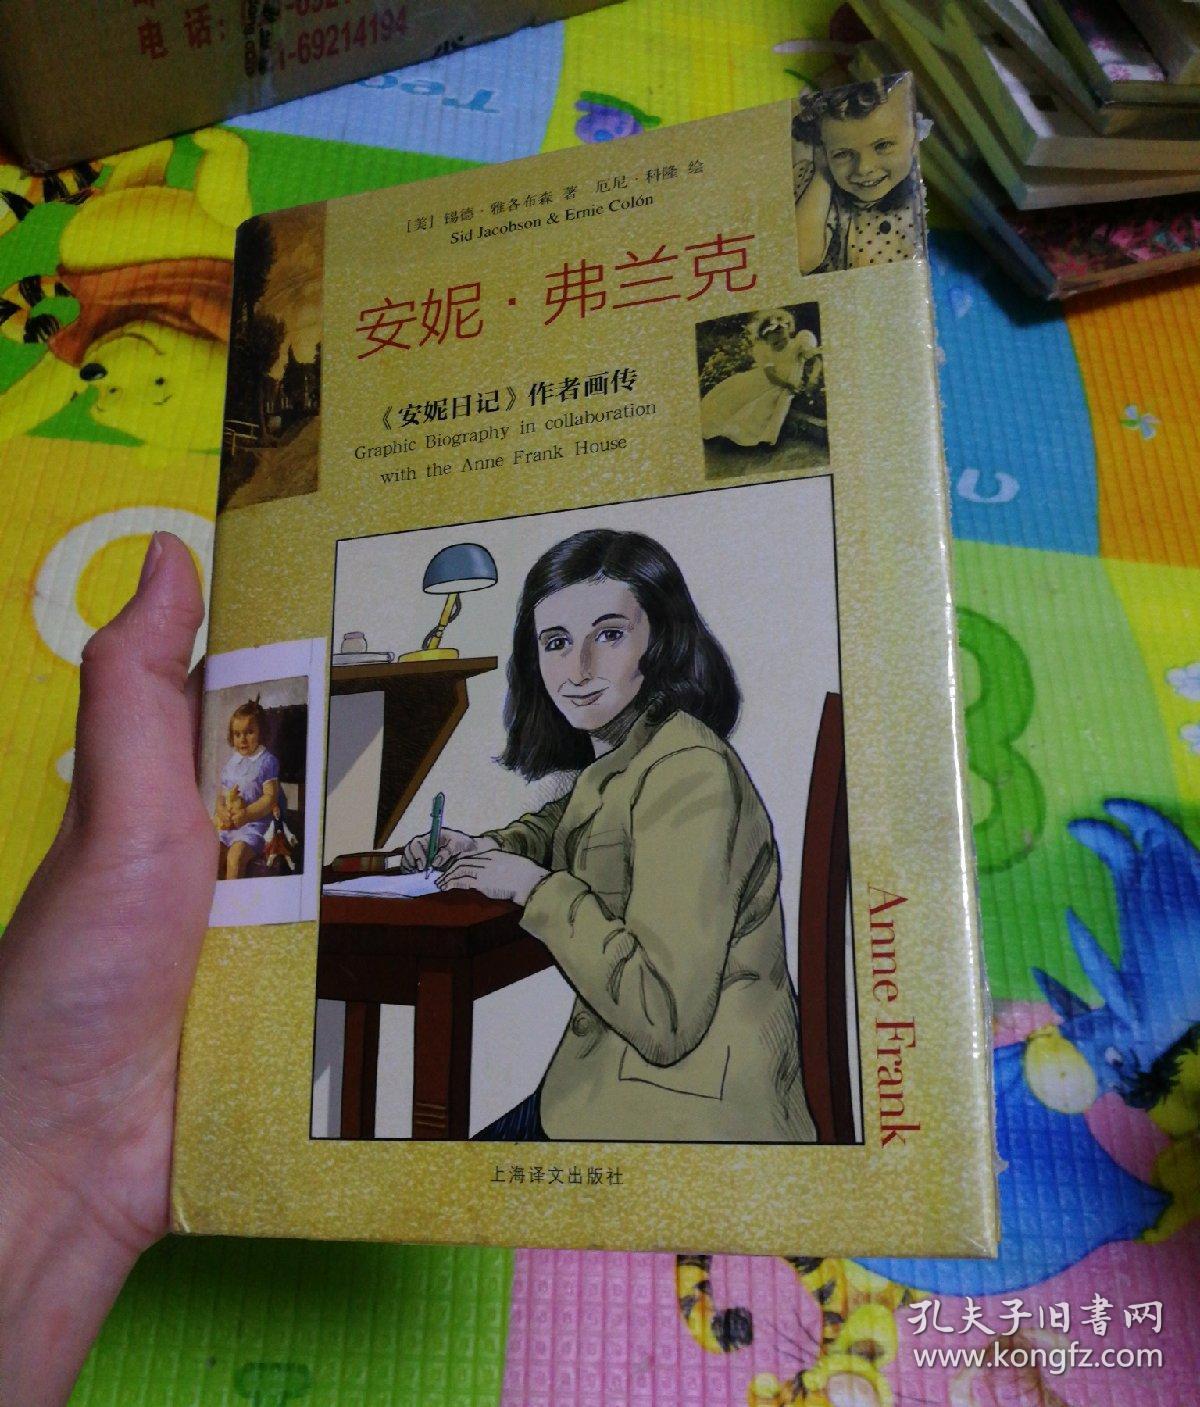 电 话：
021-69214194
[美] 锡德·雅各布森 著 厄尼·科隆 绘
Sid Jacobson & Ernie Colón
安妮·弗兰克
《安妮日记》作者画传
Graphic Biography in collaboration
with the Anne Frank House
Anne Frank
上海译文出版社
孔夫子旧书网
www.kongfz.com